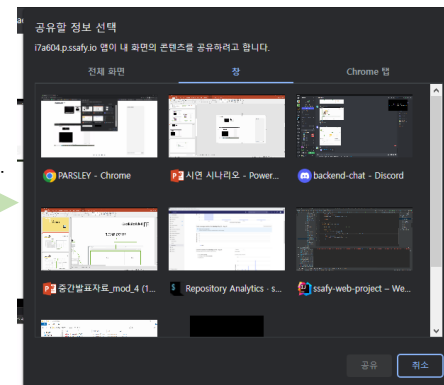 공유할 정보 선택
i7a604.p.ssafy.io 앱이 내 화면의 콘텐츠를 공유하려고 합니다.
전체 화면
창
Chrome 탭
PARSLEY - Chrome
시연 시나리오 - Power...
backend-chat - Discord
중간발표자료_mod_4 (1...
Repository Analytics - s...
ssafy-web-project – We...
공유
취소